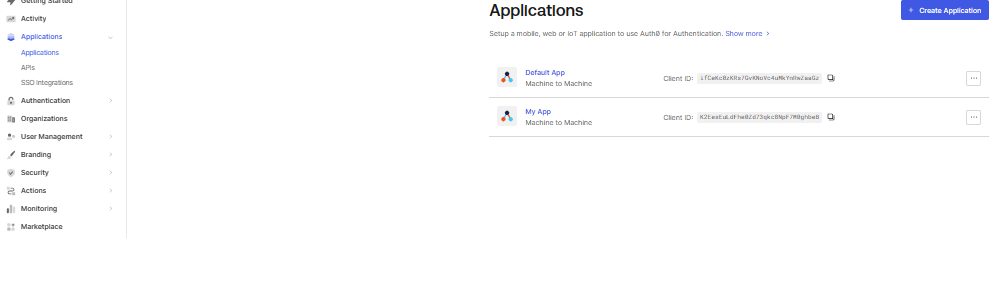 Getting Started
Activity
Applications
Applications
APIs
SSO Integrations
Authentication
Organizations
User Management
Branding
Security
Actions
Monitoring
Marketplace
Applications
+ Create Application
Setup a mobile, web or IoT application to use Auth0 for Authentication. Show more >
Default App
Machine to Machine
Client ID:
My App
Machine to Machine
Client ID: